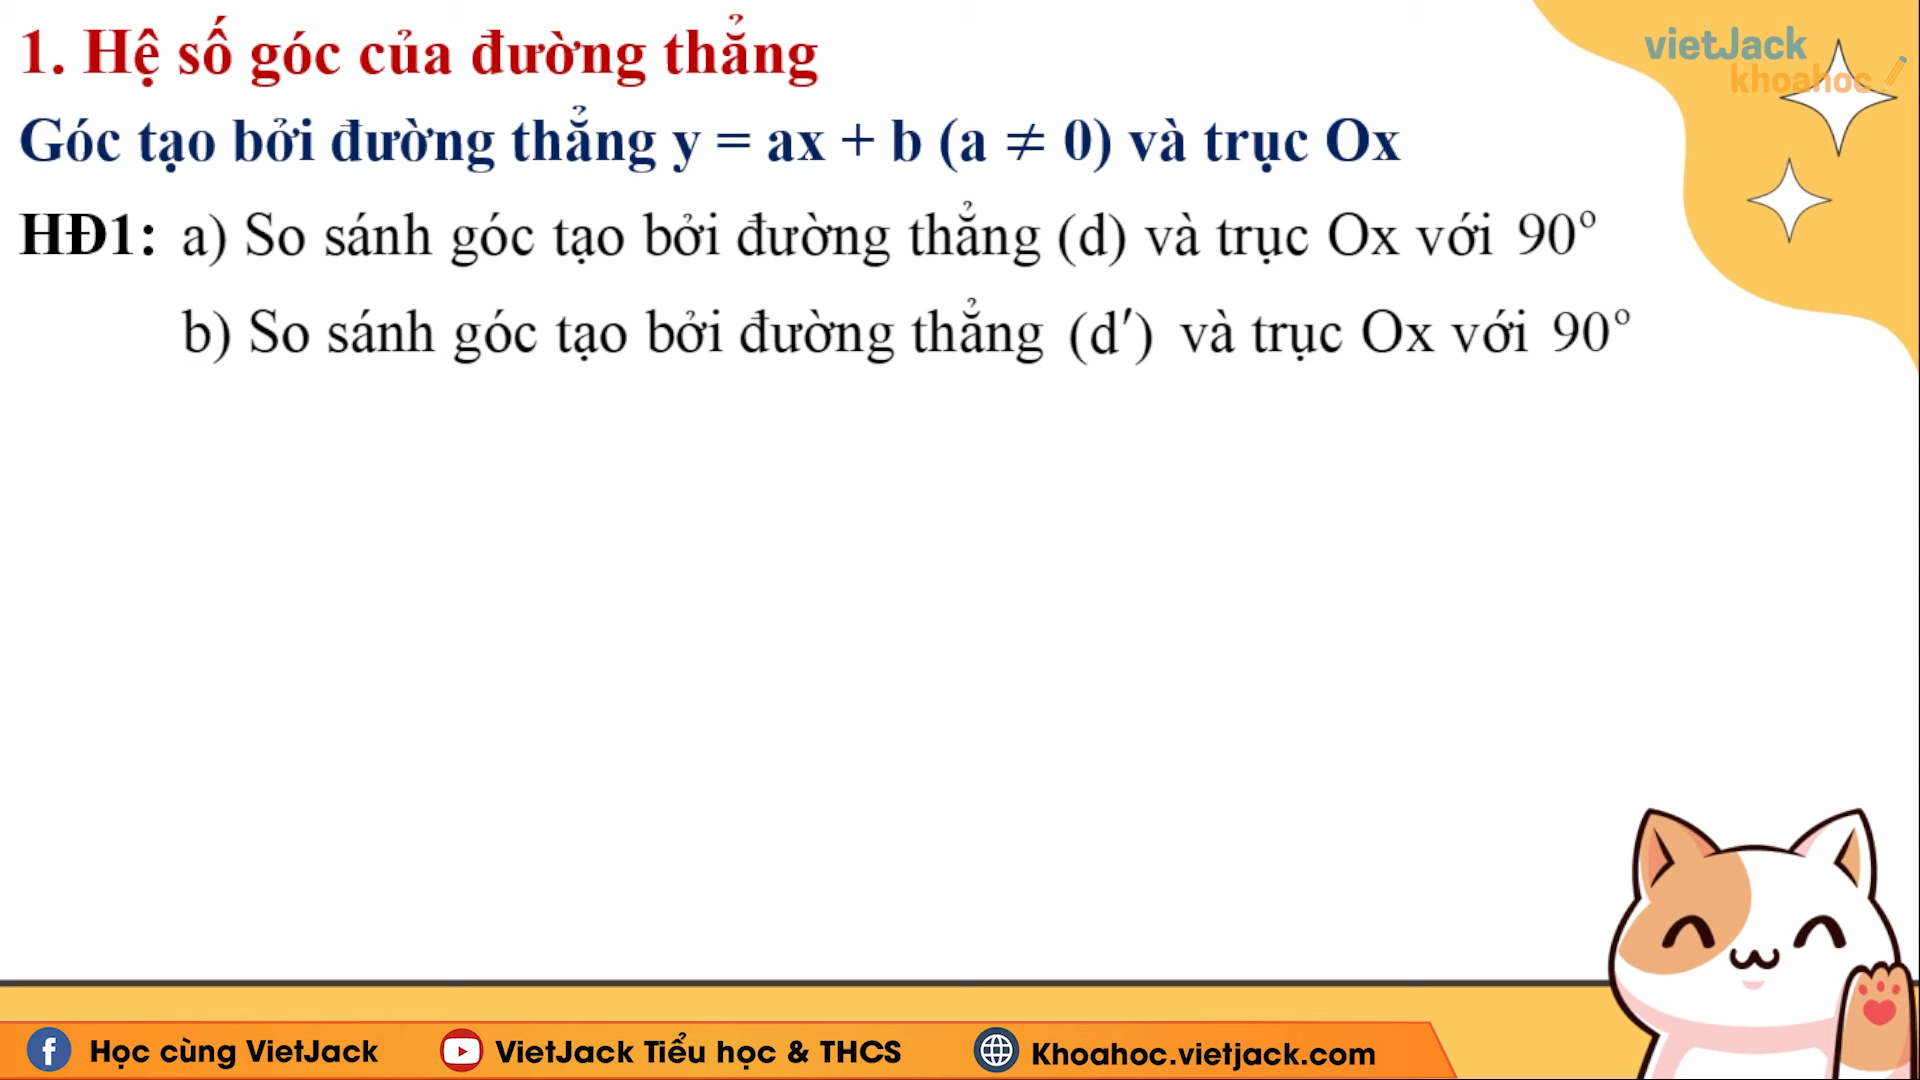 1. Hệ số góc của đường thẳng
vietJack
khoahoc
Góc tạo bởi đường thẳng y = ax + b (a ≠ 0) và trục Ox
HĐ1: a) So sánh góc tạo bởi đường thẳng (d) và trục Ox với 90°
b) So sánh góc tạo bởi đường thẳng (d′) và trục Ox với 90°
Học cùng VietJack
VietJack Tiểu học & THCS
Khoahoc.vietjack.com